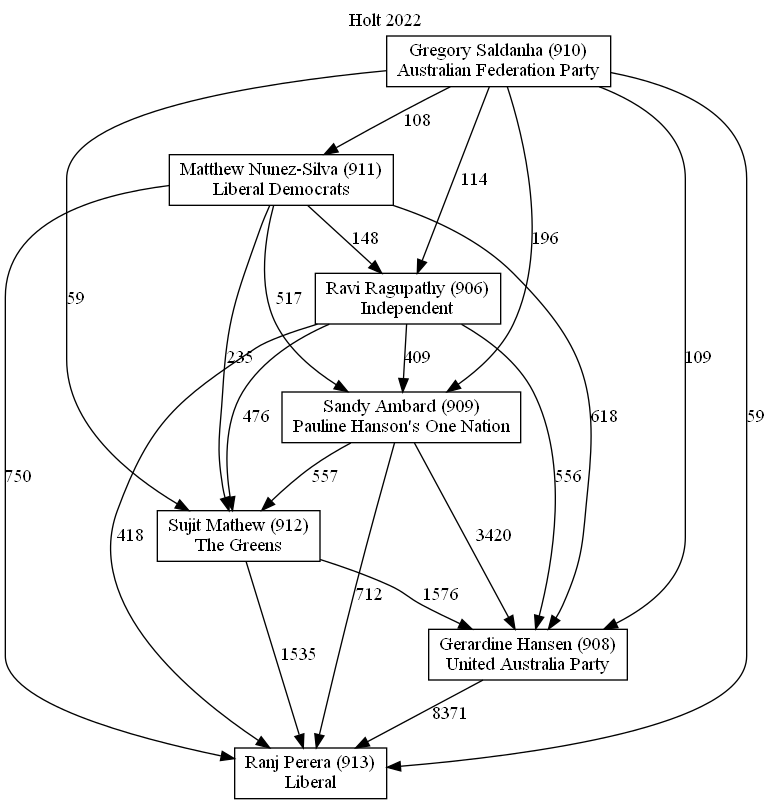 Holt 2022
Gregory Saldanha (910)
Australian Federation Party
108
Matthew Nunez-Silva (911)
Liberal Democrats
114
148
196
Ravi Ragupathy (906)
Independent
59
517
235
409
109
476
618
59
Sandy Ambard (909)
Pauline Hanson's One Nation
750
557
556
418
3420
Sujit Mathew (912)
The Greens
712
1576
1535
Gerardine Hansen (908)
United Australia Party
8371
Ranj Perera (913)
Liberal